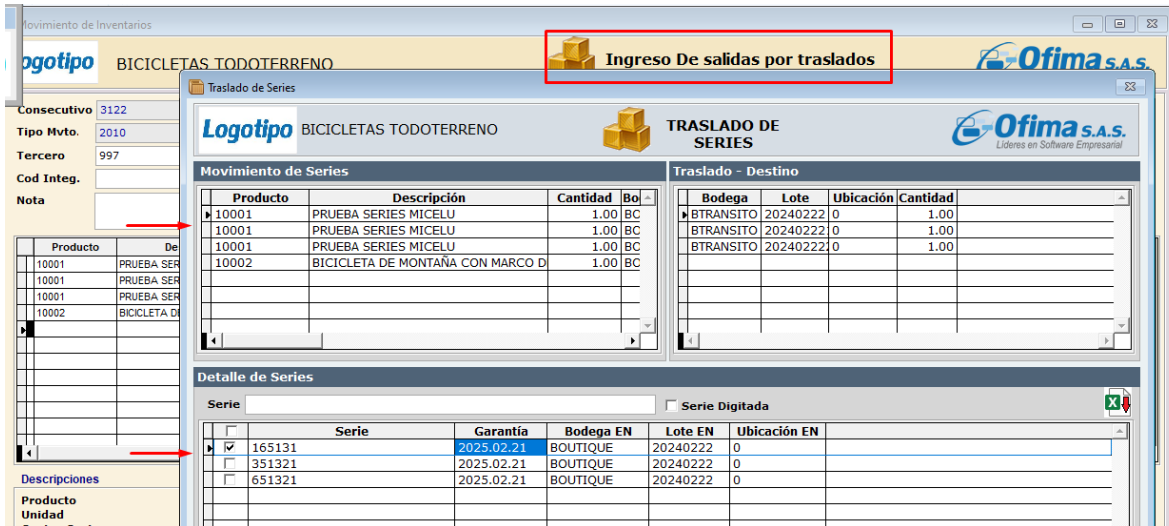 Movimiento de Inventarios
ogotipo BICICLETAS TODOTERRENO Ingreso De salidas por traslados Ofima S.A.S.
Traslado de Series
Consecutivo 3122
Tipo Mvto. 2010
Tercero 997
Cod Integ.
Nota
Logotipo BICICLETAS TODOTERRENO TRASLADO DE SERIES Ofima S.A.S.
Líderes en Software Empresarial
Movimiento de Series
Producto Descripción Cantidad Bo
10001 PRUEBA SERIES MICELU 1.00 BO
10001 PRUEBA SERIES MICELU 1.00 BC
10001 PRUEBA SERIES MICELU 1.00 BC
10002 BICICLETA DE MONTAÑA CON MARCO D 1.00 BC
Traslado - Destino
Bodega Lote Ubicación Cantidad
BTRANSITO 20240222 0 1.00
BTRANSITO 20240222 0 1.00
BTRANSITO 20240222 0 1.00
Producto De
10001 PRUEBA SER
10001 PRUEBA SER
10001 PRUEBA SER
10002 BICICLETA DE
Detalle de Series
Serie Serie Digitada
Serie Garantía Bodega EN Lote EN Ubicación EN
165131 2025.02.21 BOUTIQUE 20240222 0
351321 2025.02.21 BOUTIQUE 20240222 0
651321 2025.02.21 BOUTIQUE 20240222 0
Descripciones
Producto
Unidad